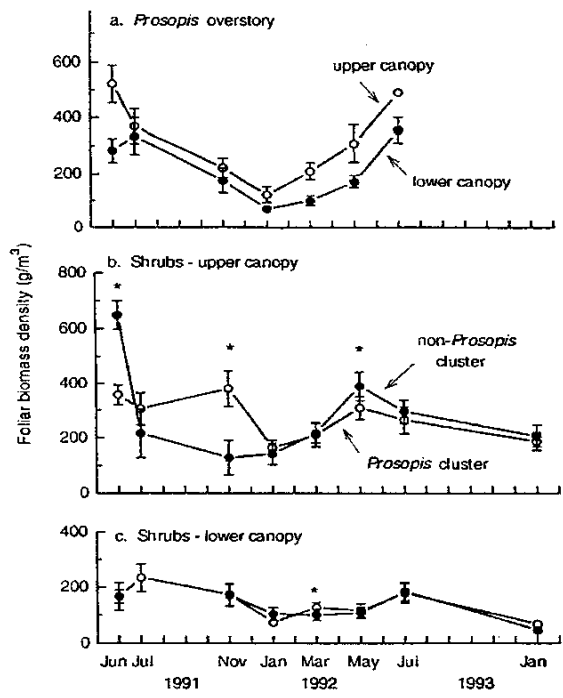 a. Prosopis overstory
600
400
200
0
upper canopy
lower canopy
Foliar biomass density (g/m³)
b. Shrubs - upper canopy
800
600
400
200
0
*
*
*
non-Prosopis
cluster
Prosopis cluster
c. Shrubs - lower canopy
400
200
0
*
Jun Jul Nov Jan Mar May Jul Jan
1991 1992 1993